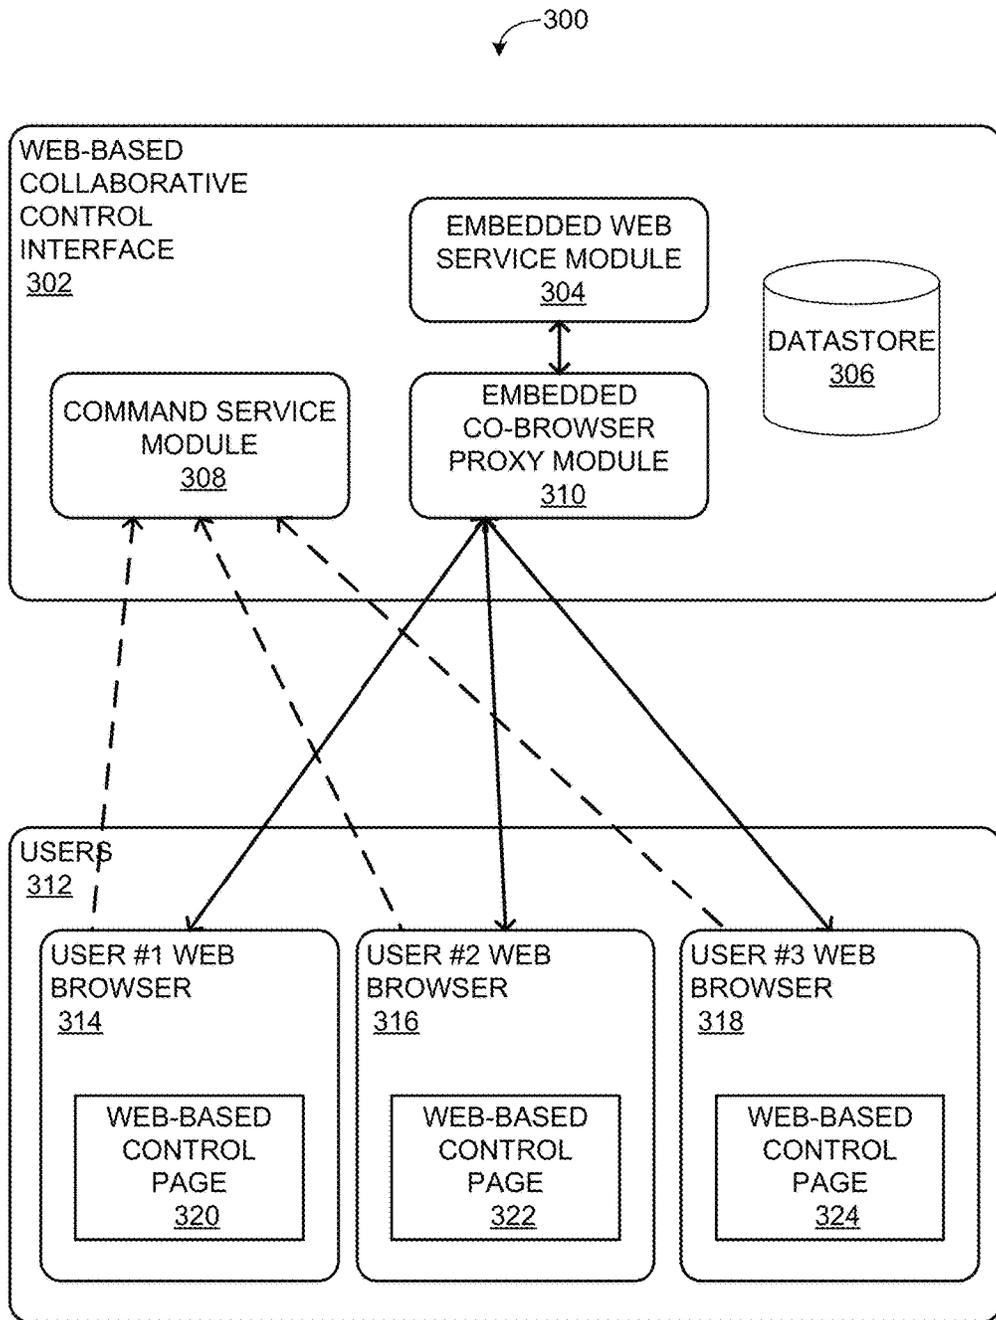 300
WEB-BASED
COLLABORATIVE
CONTROL
INTERFACE
302
EMBEDDED WEB
SERVICE MODULE
304
DATASTORE
306
COMMAND SERVICE
MODULE
308
EMBEDDED
CO-BROWSER
PROXY MODULE
310
USERS
312
USER #1 WEB
BROWSER
314
WEB-BASED
CONTROL
PAGE
320
USER #2 WEB
BROWSER
316
WEB-BASED
CONTROL
PAGE
322
USER #3 WEB
BROWSER
318
WEB-BASED
CONTROL
PAGE
324